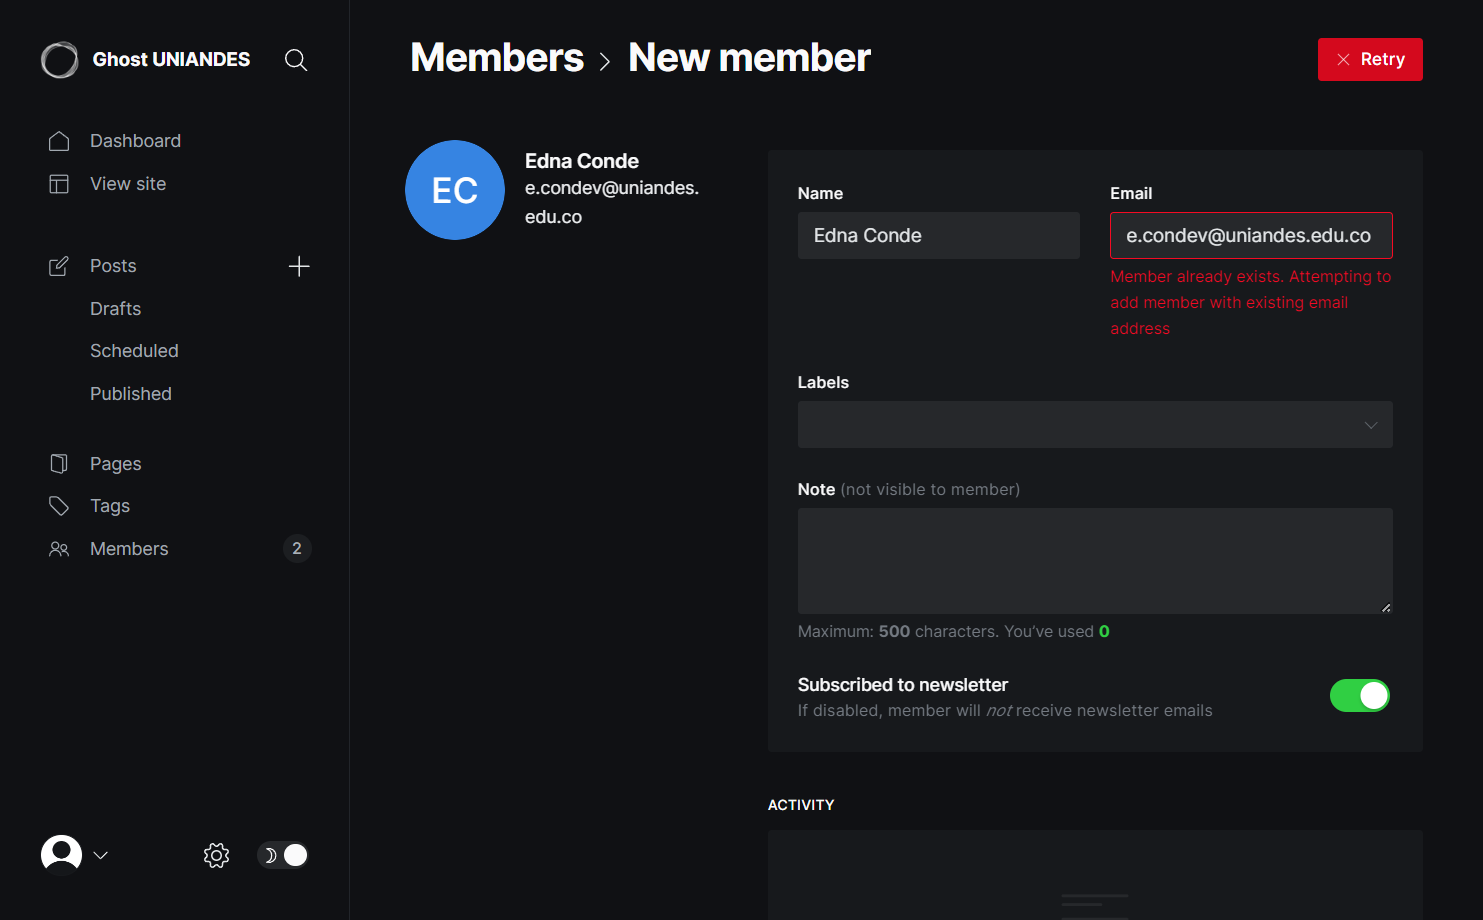 Ghost UNIANDES
Dashboard
View site
Posts
Drafts
Scheduled
Published
Pages
Tags
Members 2
Members > New member
Retry
EC
Edna Conde
e.condev@uniandes.
edu.co
Name
Edna Conde
Email
e.condev@uniandes.edu.co
Member already exists. Attempting to
add member with existing email
address
Labels
Note (not visible to member)
Maximum: 500 characters. You’ve used 0
Subscribed to newsletter
If disabled, member will not receive newsletter emails
ACTIVITY